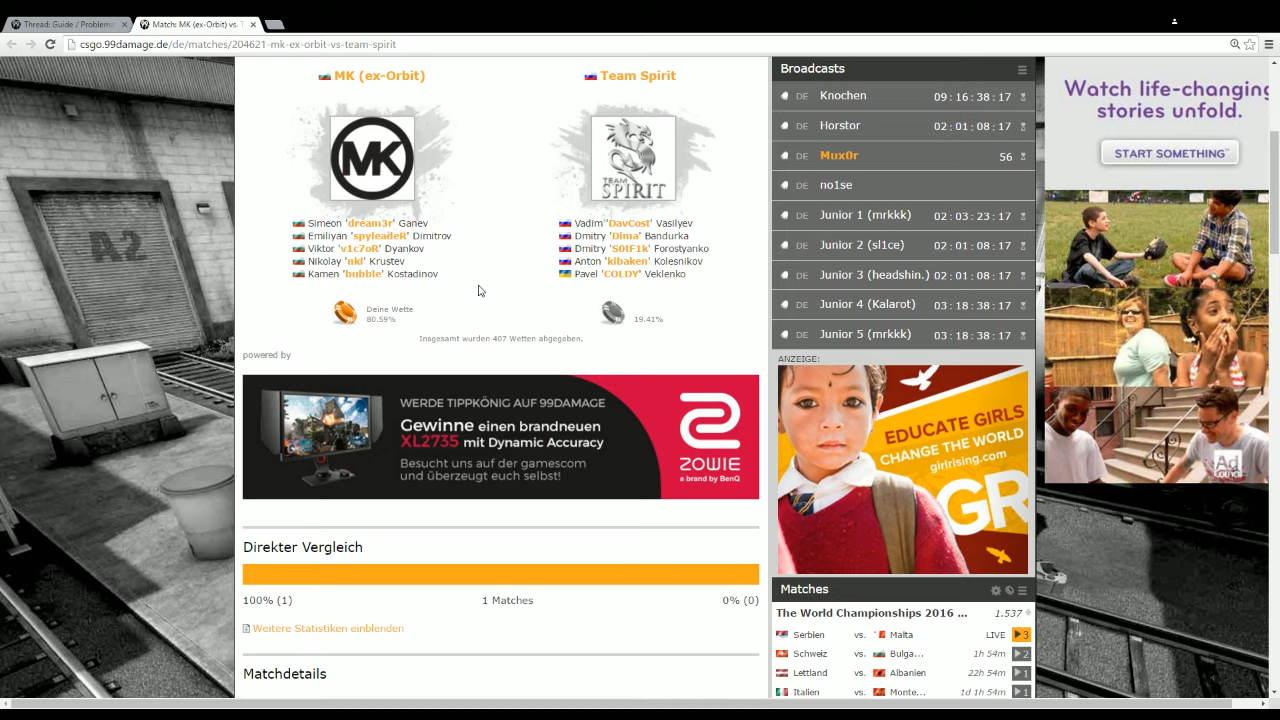 Thread: Guide / Problema
Match: MK (ex-Orbit) vs. T
csgo.99damage.de/de/matches/204621-mk-ex-orbit-vs-team-spirit
MK (ex-Orbit)
Team Spirit
MK
TEAM
SPIRIT
Simeon 'dream3r' Ganev
Emiliyan 'spyleadeR' Dimitrov
Viktor 'v1c7oR' Dyankov
Nikolay 'nkl' Krustev
Kamen 'bubble' Kostadinov
Vadim 'DavCost' Vasilyev
Dmitry 'Dima' Bandurka
Dmitry 'S0tF1k' Forostyanko
Anton 'kibaken' Kolesnikov
Pavel 'COLDY' Veklenko
Deine Wette
80.59%
19.41%
Insgesamt wurden 407 Wetten abgegeben.
powered by
WERDE TIPPKÖNIG AUF 99DAMAGE
Gewinne einen brandneuen
XL2735 mit Dynamic Accuracy
Besucht uns auf der gamescom
und überzeugt euch selbst!
ZOWIE
a brand by BenQ
Direkter Vergleich
100% (1)
1 Matches
0% (0)
Weitere Statistiken einblenden
Matchdetails
Broadcasts
DE Knochen 09:16:38:17
DE Horstor 02:01:08:17
DE Mux0r 56
DE no1se
DE Junior 1 (mrkkk) 02:03:23:17
DE Junior 2 (sl1ce) 02:01:08:17
DE Junior 3 (headshin.) 02:01:08:17
DE Junior 4 (Kalarot) 03:18:38:17
DE Junior 5 (mrkkk) 03:18:38:17
ANZEIGE:
EDUCATE GIRLS
CHANGE THE WORLD
girlrising.com
GR
Matches
The World Championships 2016 ... 1.537
Serbien vs. Malta LIVE 3
Schweiz vs. Bulga... 1h 54m 2
Lettland vs. Albanien 22h 54m 1
Italien vs. Monte... 1d 1h 54m 1
Watch life-changing
stories unfold.
START SOMETHING™
Ad
Council